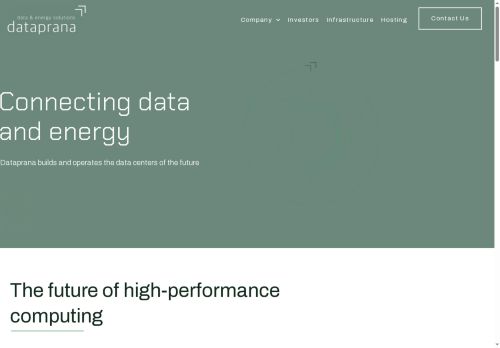 data & energy solutions
dataprana
Company Investors Infrastructure Hosting Contact Us
Connecting data
and energy
Dataprana builds and operates the data centers of the future
The future of high-performance
computing